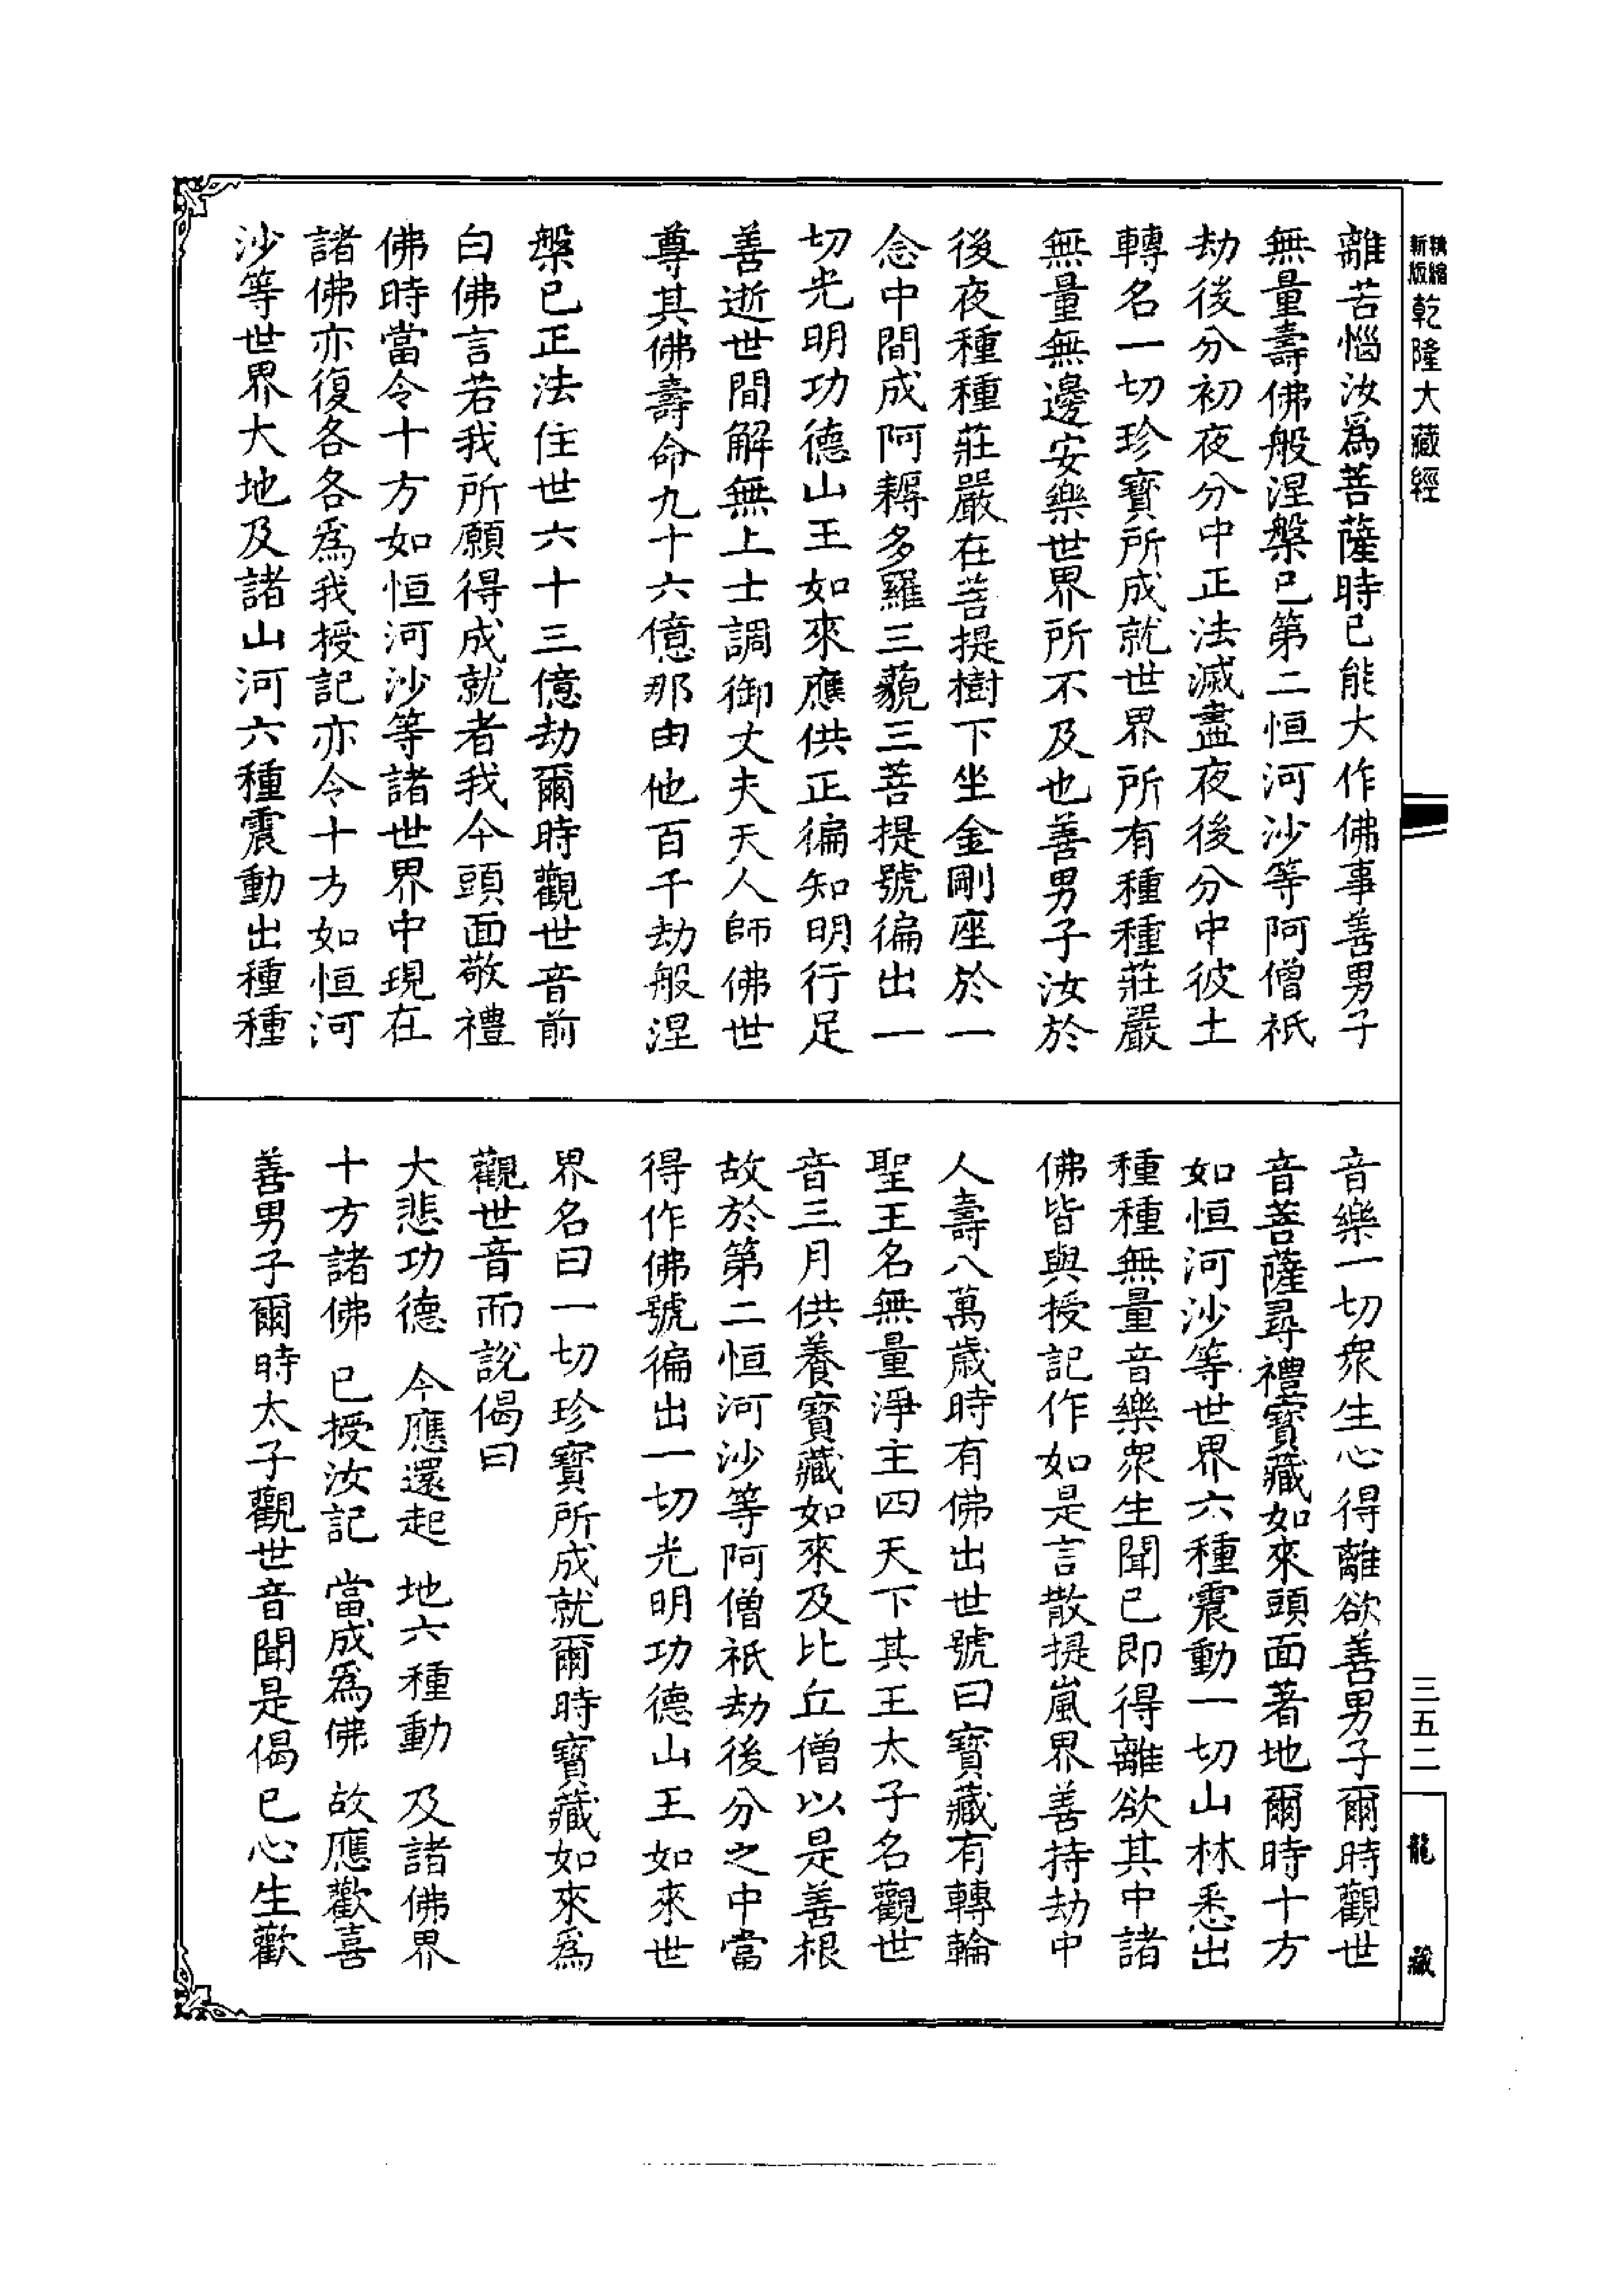 精縮新版乾隆大藏經
三五二
龍藏
離苦惱汝爲菩薩時已能大作佛事善男子
無量壽佛般涅槃已第二恒河沙等阿僧祇
劫後分初夜分中正法滅盡夜後分中彼土
轉名一切珍寶所成就世界所有種種莊嚴
無量無邊安樂世界所不及也善男子汝於
後夜種種莊嚴在菩提樹下坐金剛座於一
念中間成阿耨多羅三藐三菩提號徧出一
切光明功德山王如來應供正徧知明行足
善逝世間解無上士調御丈夫天人師佛世
尊其佛壽命九十六億那由他百千劫般涅
槃已正法住世六十三億劫爾時觀世音前
白佛言若我所願得成就者我今頭面敬禮
佛時當令十方如恒河沙等諸世界中現在
諸佛亦復各各爲我授記亦令十方如恒河
沙等世界大地及諸山河六種震動出種種
音樂一切衆生心得離欲善男子爾時觀世
音菩薩尋禮寶藏如來頭面著地爾時十方
如恒河沙等世界六種震動一切山林悉出
種種無量音樂衆生聞已即得離欲其中諸
佛皆與授記作如是言散提嵐界善持劫中
人壽八萬歲時有佛出世號曰寶藏有轉輪
聖王名無量淨主四天下其王太子名觀世
音三月供養寶藏如來及比丘僧以是善根
故於第二恒河沙等阿僧祇劫後分之中當
得作佛號徧出一切光明功德山王如來世
界名曰一切珍寶所成就爾時寶藏如來爲
觀世音而說偈曰
大悲功德 今應還起 地六種動 及諸佛界
十方諸佛 已授汝記 當成爲佛 故應歡喜
善男子爾時太子觀世音聞是偈已心生歡